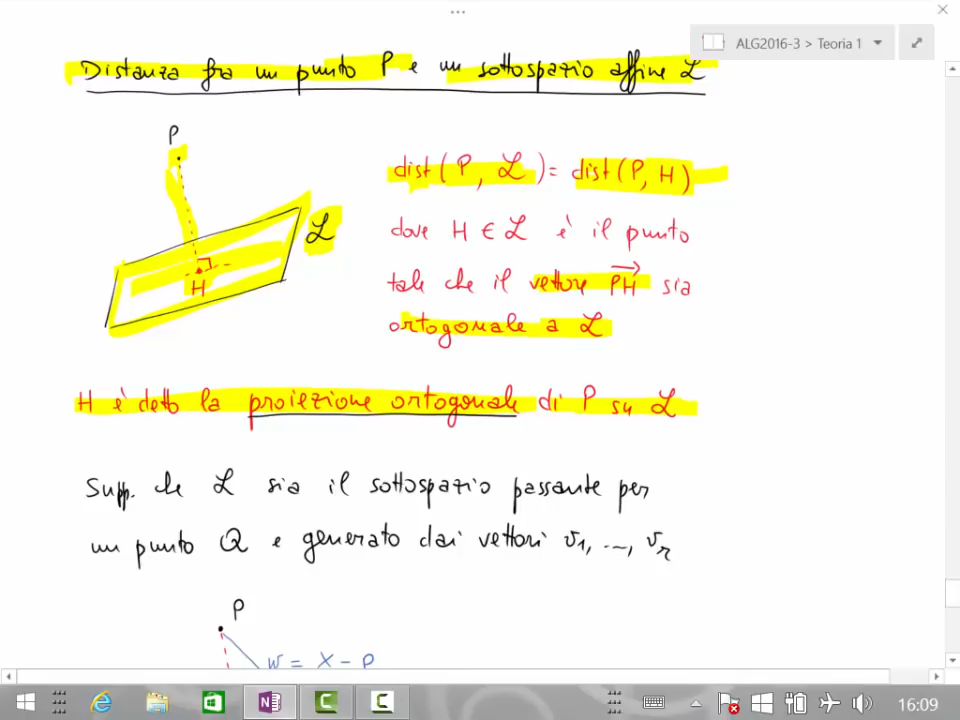 ...
ALG2016-3 > Teoria 1
Distanza fra un punto P e un sottospazio affine L
P
L
H
dist(P, L) = dist(P, H)
dove H ∈ L è il punto
tale che il vettore PH sia
ortogonale a L
H è detto la proiezione ortogonale di P su L
Supp. che L sia il sottospazio passante per
un punto Q e generato dai vettori v1, ..., vr
P
w = X - P
16:09